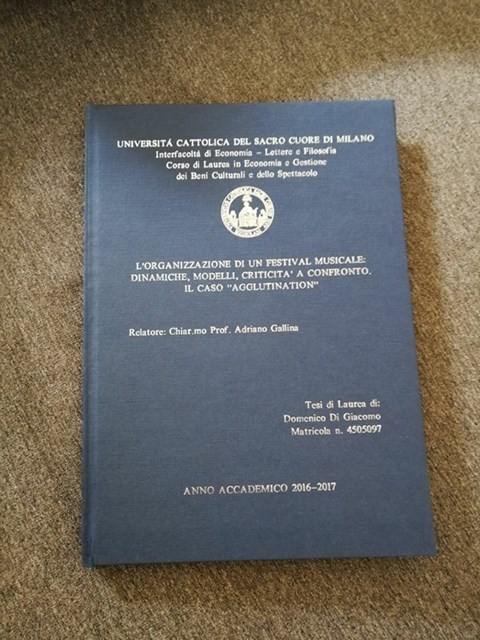 UNIVERSITÁ CATTOLICA DEL SACRO CUORE DI MILANO
Interfacoltá di Economia – Lettere e Filosofia
Corso di Laurea in Economia e Gestione
dei Beni Culturali e dello Spettacolo
L'ORGANIZZAZIONE DI UN FESTIVAL MUSICALE:
DINAMICHE, MODELLI, CRITICITA' A CONFRONTO.
IL CASO "AGGLUTINATION"
Relatore: Chiar.mo Prof. Adriano Gallina
Tesi di Laurea di:
Domenico Di Giacomo
Matricola n. 4505097
ANNO ACCADEMICO 2016–2017